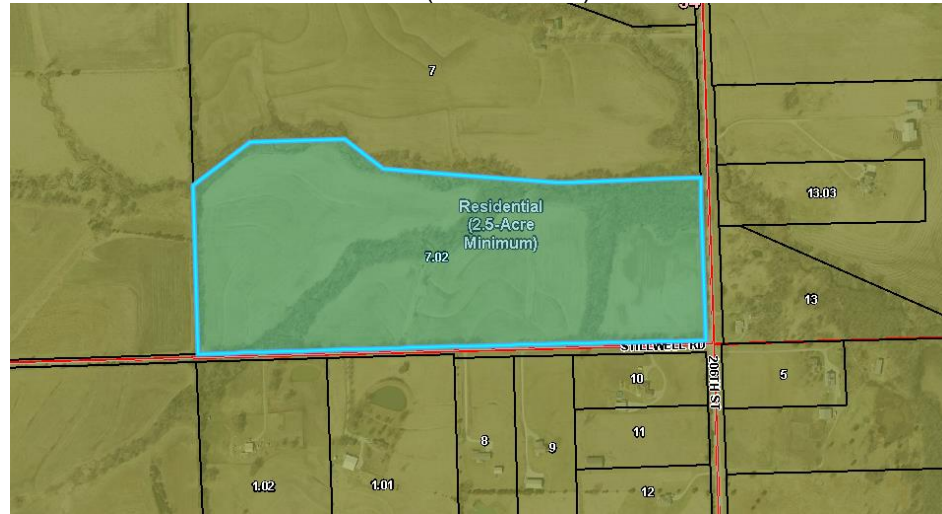 7
13.03
Residential
(2.5-Acre
Minimum)
7.02
13
STILLWELL RD
206TH ST
10
5
8
9
11
1.02
1.01
12